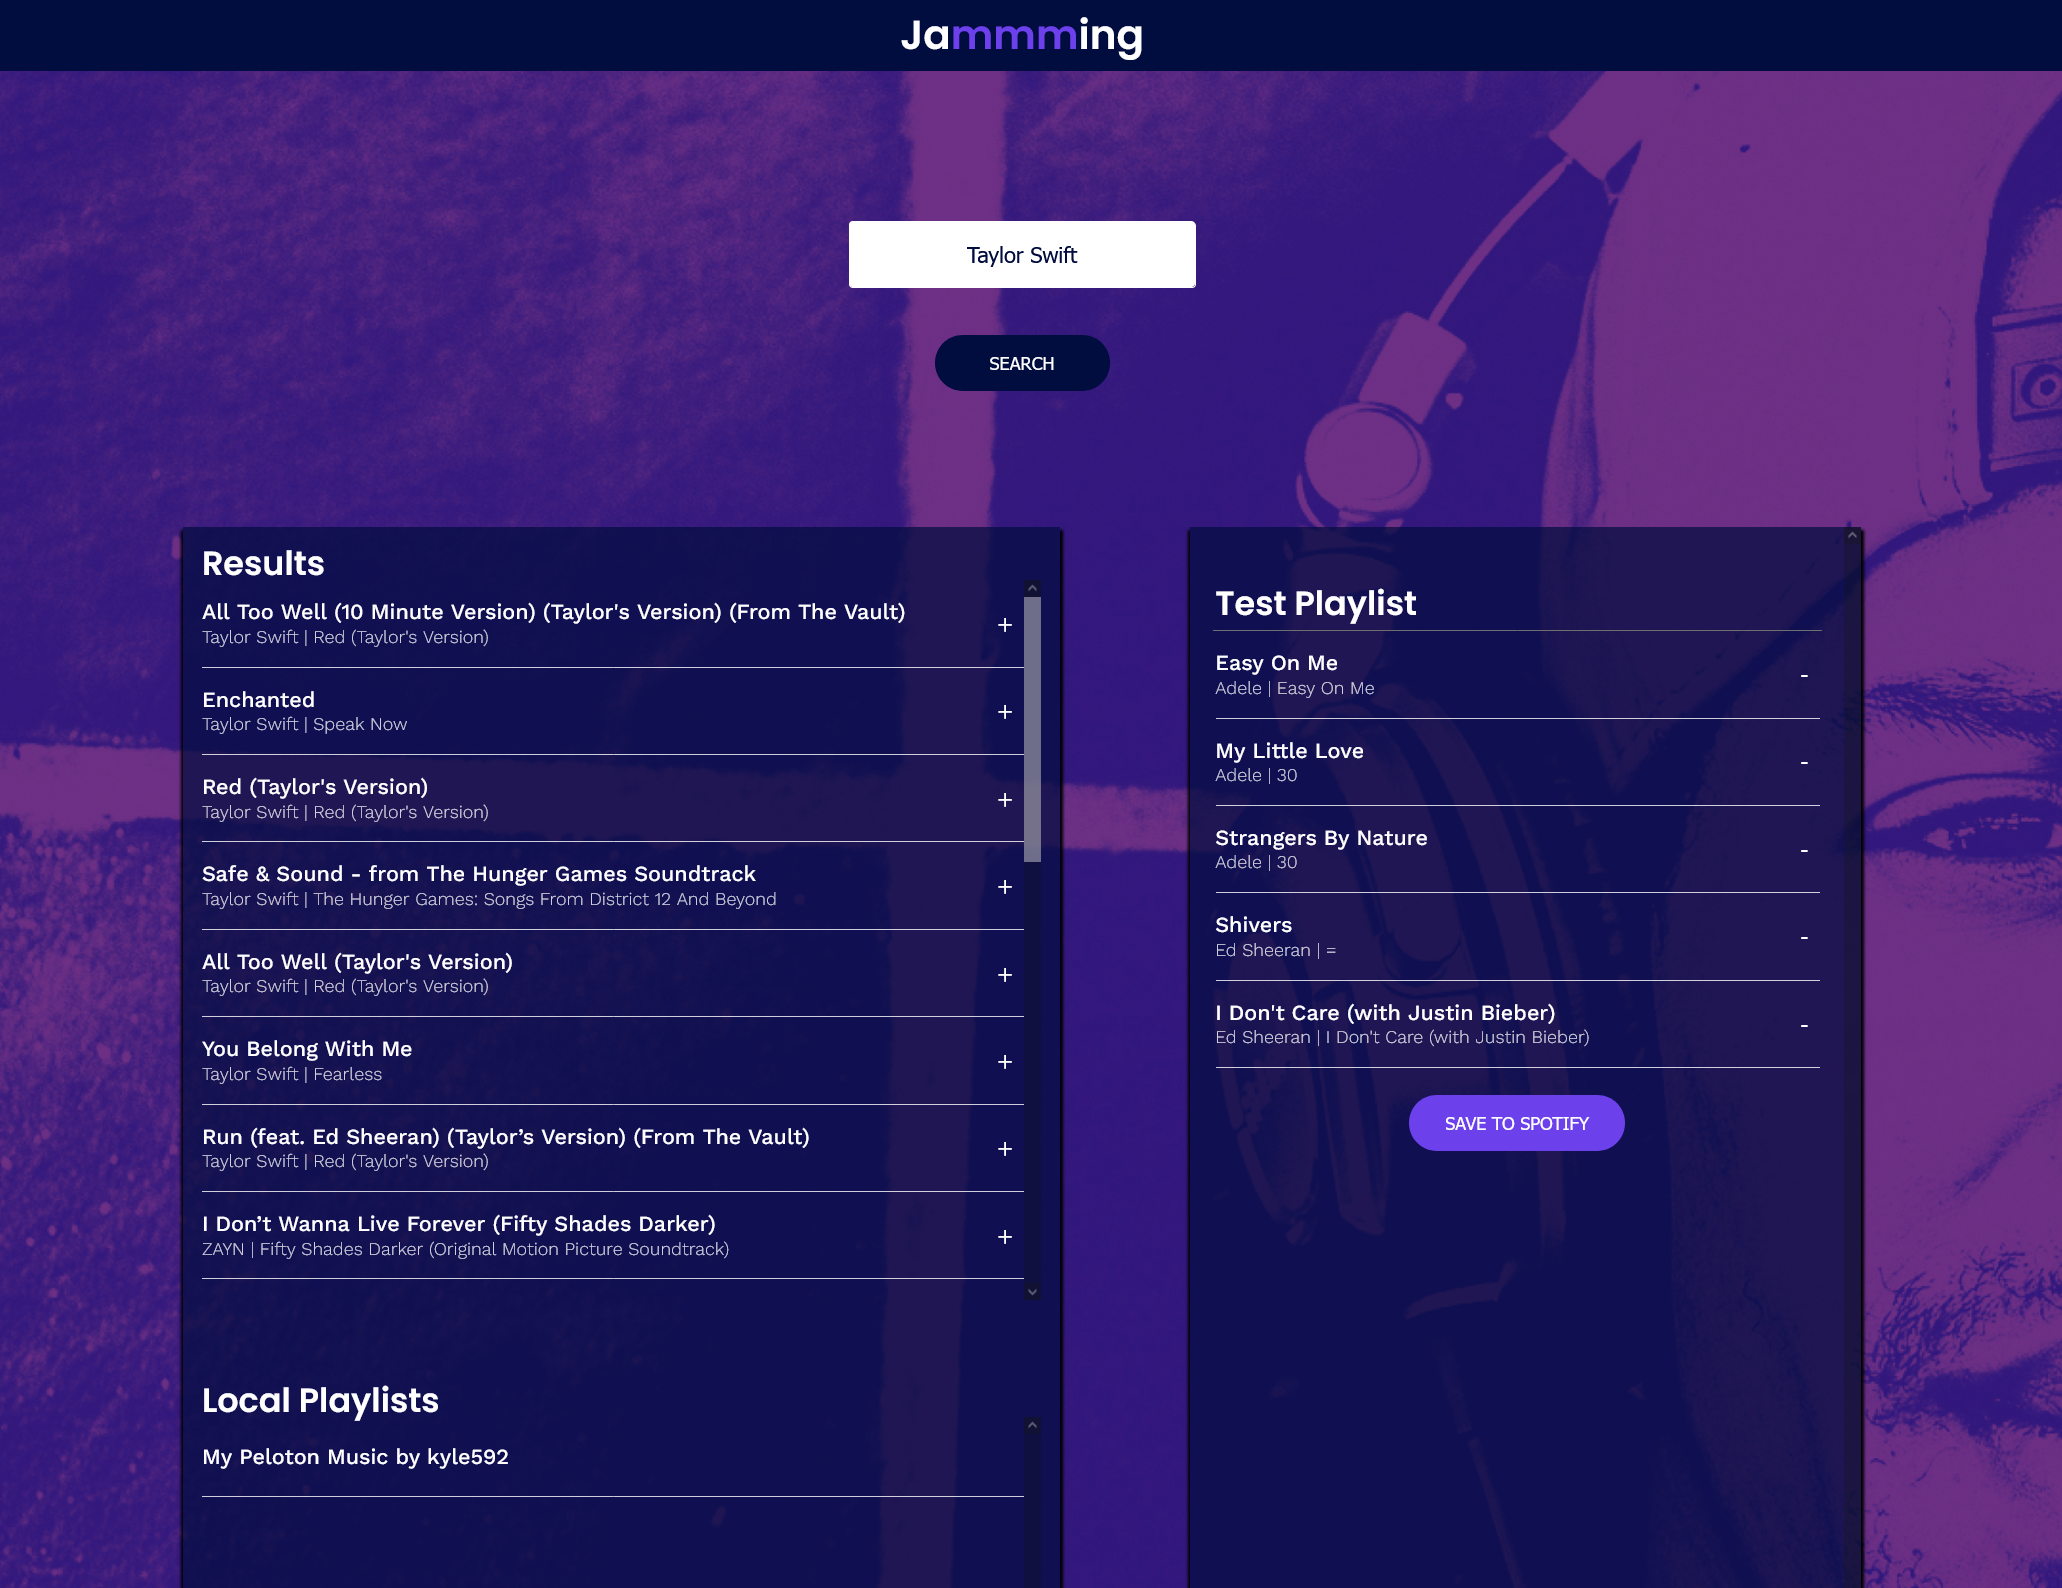 Jammming
Taylor Swift
SEARCH
Results
All Too Well (10 Minute Version) (Taylor's Version) (From The Vault)
Taylor Swift | Red (Taylor's Version)
+
Enchanted
Taylor Swift | Speak Now
+
Red (Taylor's Version)
Taylor Swift | Red (Taylor's Version)
+
Safe & Sound - from The Hunger Games Soundtrack
Taylor Swift | The Hunger Games: Songs From District 12 And Beyond
+
All Too Well (Taylor's Version)
Taylor Swift | Red (Taylor's Version)
+
You Belong With Me
Taylor Swift | Fearless
+
Run (feat. Ed Sheeran) (Taylor’s Version) (From The Vault)
Taylor Swift | Red (Taylor's Version)
+
I Don’t Wanna Live Forever (Fifty Shades Darker)
ZAYN | Fifty Shades Darker (Original Motion Picture Soundtrack)
+
Local Playlists
My Peloton Music by kyle592
Test Playlist
Easy On Me
Adele | Easy On Me
-
My Little Love
Adele | 30
-
Strangers By Nature
Adele | 30
-
Shivers
Ed Sheeran | =
-
I Don't Care (with Justin Bieber)
Ed Sheeran | I Don't Care (with Justin Bieber)
-
SAVE TO SPOTIFY